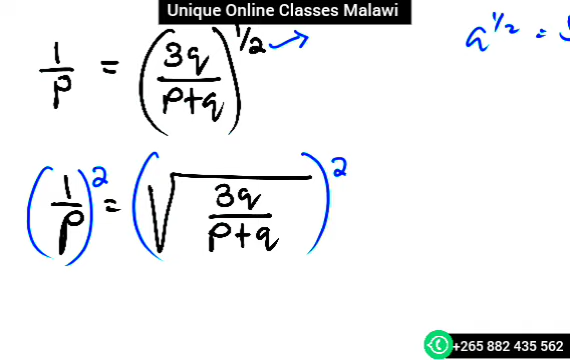 Unique Online Classes Malawi
1/P = (3q/(P+q))^1/2 →
q^1/2 =
(1/P)^2 = (√(3q/(P+q)))^2
+265 882 435 562